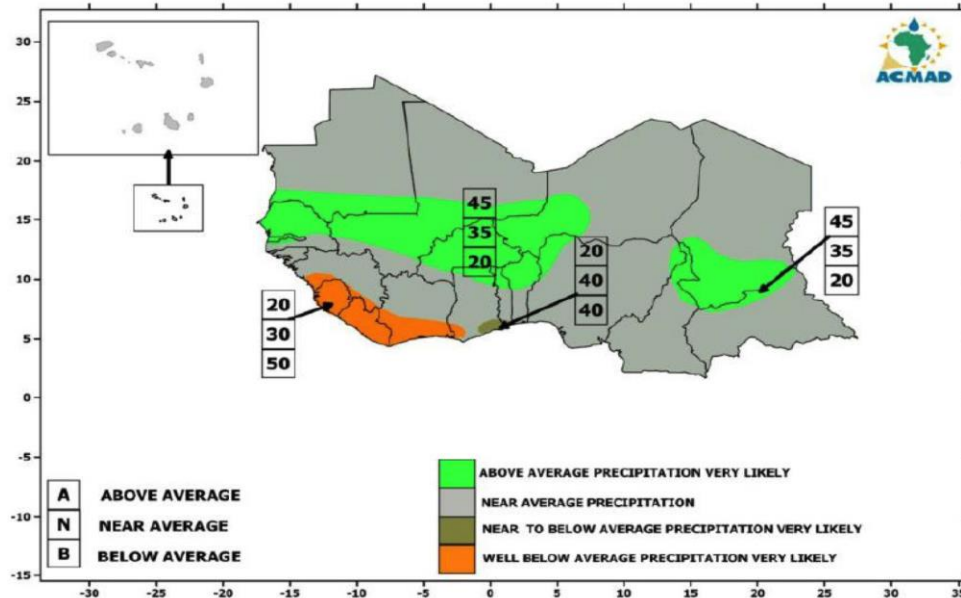 ACMAD
30
25
20
15
10
5
0
-5
-10
-15
45
35
20
20
40
40
45
35
20
20
30
50
A ABOVE AVERAGE
N NEAR AVERAGE
B BELOW AVERAGE
ABOVE AVERAGE PRECIPITATION VERY LIKELY
NEAR AVERAGE PRECIPITATION
NEAR TO BELOW AVERAGE PRECIPITATION VERY LIKELY
WELL BELOW AVERAGE PRECIPITATION VERY LIKELY
-30 -25 -20 -15 -10 -5 0 5 10 15 20 25 30 35